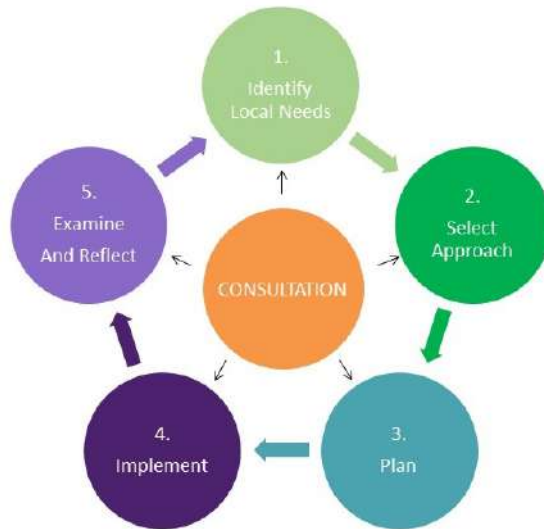 1.
Identify
Local Needs
2.
Select
Approach
3.
Plan
4.
Implement
5.
Examine
And Reflect
CONSULTATION